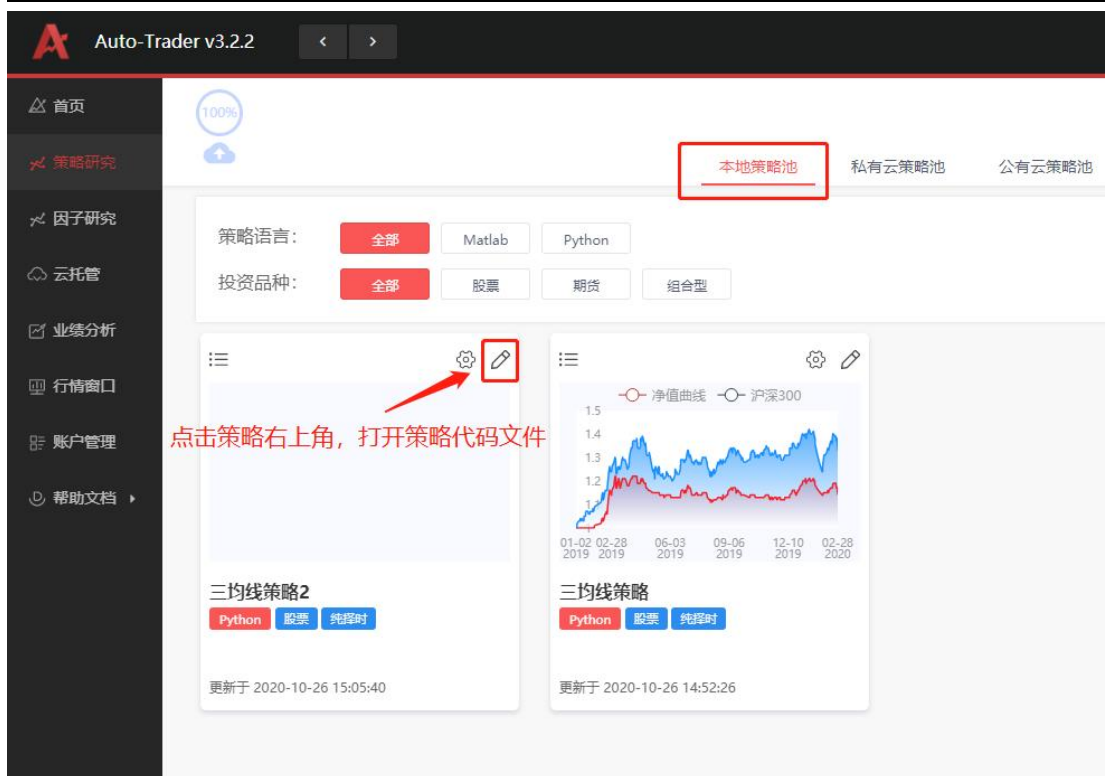 Auto-Trader v3.2.2
首页
策略研究
因子研究
云托管
业绩分析
行情窗口
账户管理
帮助文档
100%
本地策略池 私有云策略池 公有云策略池
策略语言: 全部 Matlab Python
投资品种: 全部 股票 期货 组合型
点击策略右上角，打开策略代码文件
三均线策略2
Python 股票 纯择时
更新于 2020-10-26 15:05:40
净值曲线 沪深300
1.5
1.4
1.3
1.2
01-02 02-28 06-03 09-06 12-10 02-28
2019 2019 2019 2019 2019 2020
三均线策略
Python 股票 纯择时
更新于 2020-10-26 14:52:26